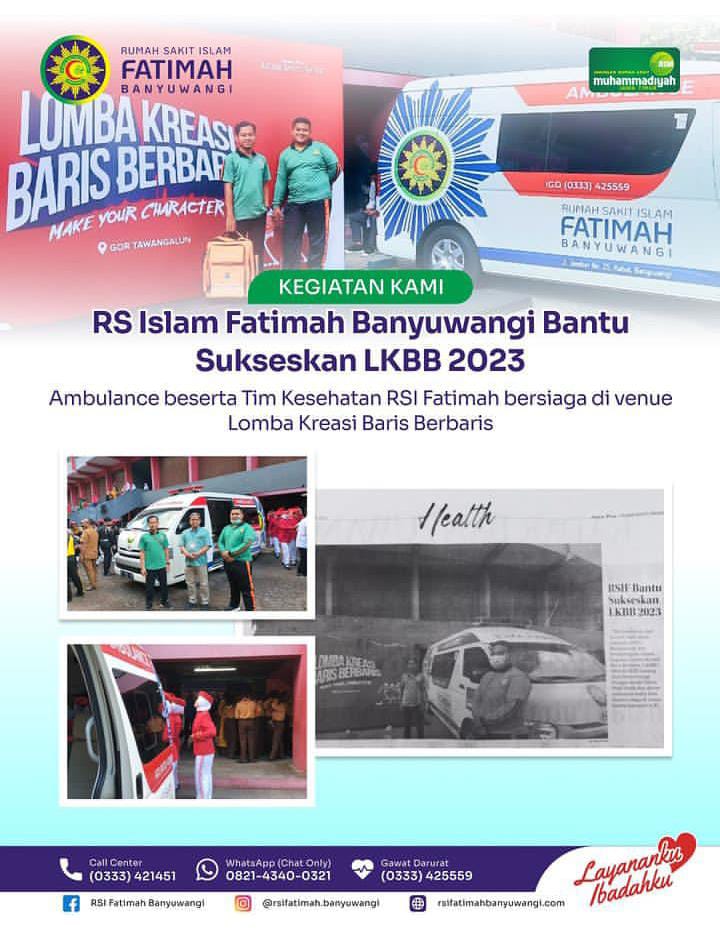 RUMAH SAKIT ISLAM
FATIMAH
BANYUWANGI
muhammadiyah
JAWA TIMUR
LOMBA KREASI
BARIS BERBAR
MAKE YOUR CHARACTER
GOR TAWANGALUN
AMBULANCE
IGD (0333) 425559
RUMAH SAKIT ISLAM
FATIMAH
BANYUWANGI
KEGIATAN KAMI
RS Islam Fatimah Banyuwangi Bantu
Sukseskan LKBB 2023
Ambulance beserta Tim Kesehatan RSI Fatimah bersiaga di venue
Lomba Kreasi Baris Berbaris
Health
RSIF Bantu
Sukseskan
LKBB 2023
LOMBA KREASI
BARIS BERBARIS
Call Center
(0333) 421451
WhatsApp (Chat Only)
0821-4340-0321
Gawat Darurat
(0333) 425559
Layananku
Ibadahku
RSI Fatimah Banyuwangi
@rsifatimah.banyuwangi
rsifatimahbanyuwangi.com